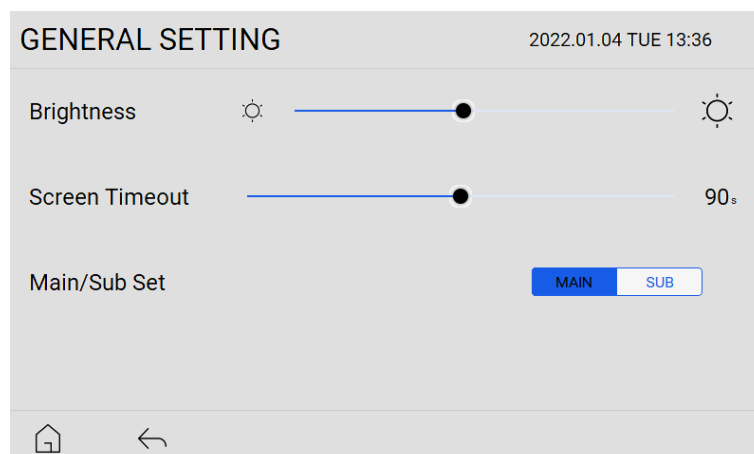 GENERAL SETTING 2022.01.04 TUE 13:36
Brightness
Screen Timeout 90s
Main/Sub Set MAIN SUB